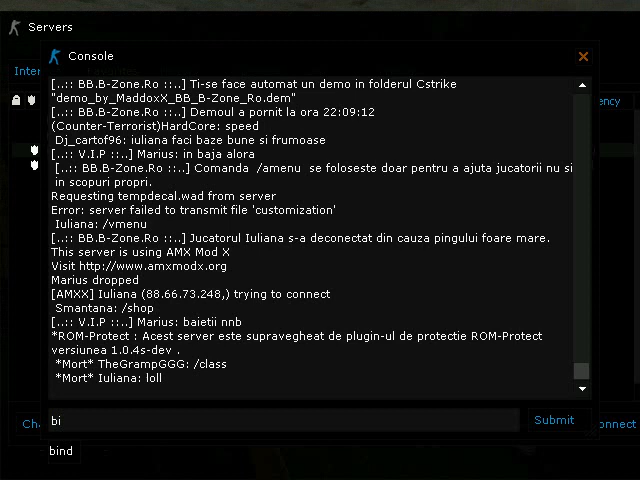 Servers
Console
Inter
[..:: BB.B-Zone.Ro ::..] Ti-se face automat un demo in folderul Cstrike
"demo_by_MaddoxX_BB_B-Zone_Ro.dem"
ency
[..:: BB.B-Zone.Ro ::..] Demoul a pornit la ora 22:09:12
(Counter-Terrorist)HardCore: speed
Dj_cartof96: iuliana faci baze bune si frumoase
[..:: V.I.P ::..] Marius: in baja alora
[..:: BB.B-Zone.Ro ::..] Comanda /amenu se foloseste doar pentru a ajuta jucatorii nu si
in scopuri propri.
Requesting tempdecal.wad from server
Error: server failed to transmit file 'customization'
Iuliana: /vmenu
[..:: BB.B-Zone.Ro ::..] Jucatorul Iuliana s-a deconectat din cauza pingului foare mare.
This server is using AMX Mod X
Visit http://www.amxmodx.org
Marius dropped
[AMXX] Iuliana (88.66.73.248,) trying to connect
Smantana: /shop
[..:: V.I.P ::..] Marius: baietii nnb
*ROM-Protect : Acest server este supravegheat de plugin-ul de protectie ROM-Protect
versiunea 1.0.4s-dev .
*Mort* TheGrampGGG: /class
*Mort* Iuliana: loll
Cha
bi
Submit
onnect
bind